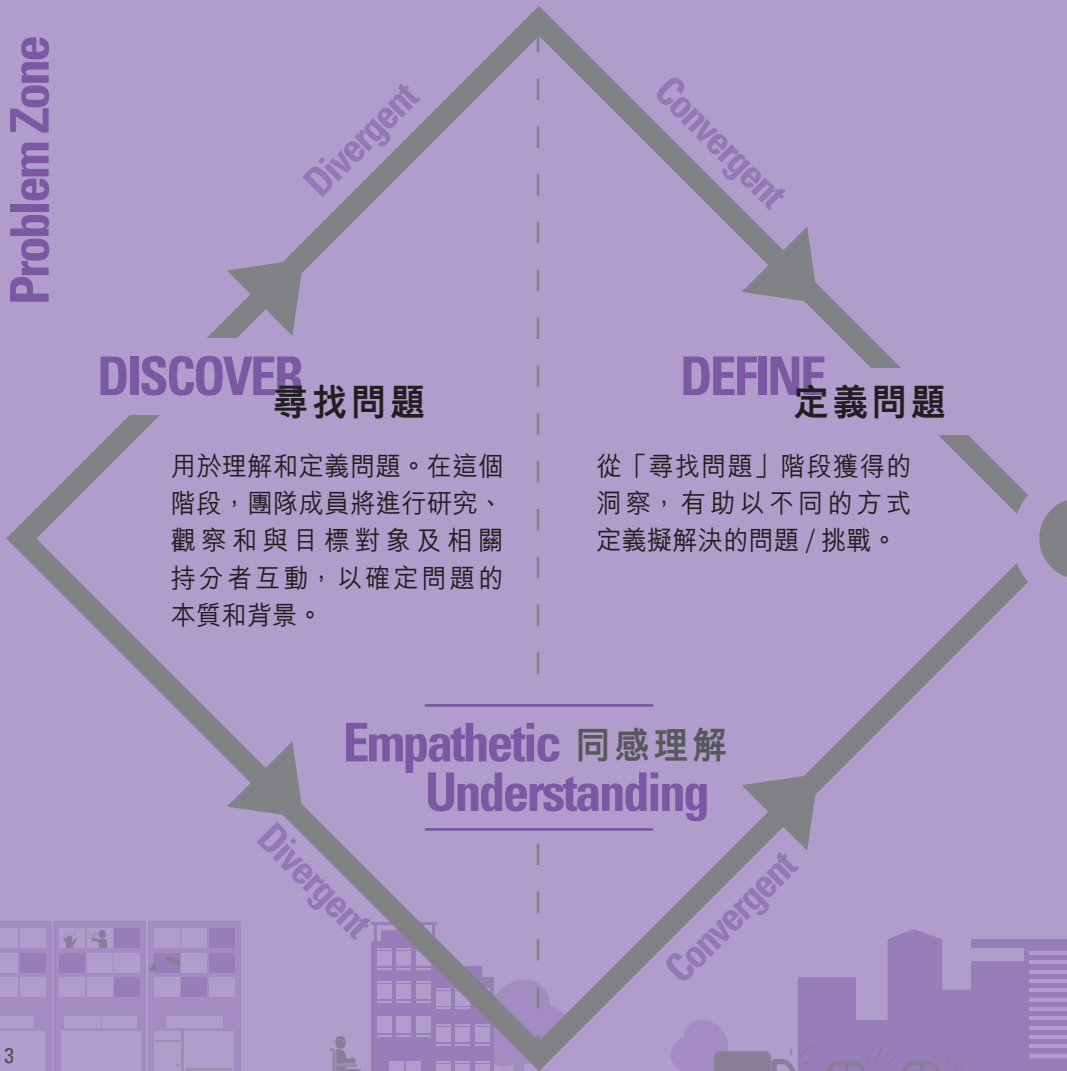 Problem Zone
Divergent
Convergent
DISCOVER
尋找問題
用於理解和定義問題。在這個
階段，團隊成員將進行研究、
觀察和與目標對象及相關
持分者互動，以確定問題的
本質和背景。
DEFINE
定義問題
從「尋找問題」階段獲得的
洞察，有助以不同的方式
定義擬解決的問題 / 挑戰。
Empathetic 同感理解
Understanding
Divergent
Convergent
3